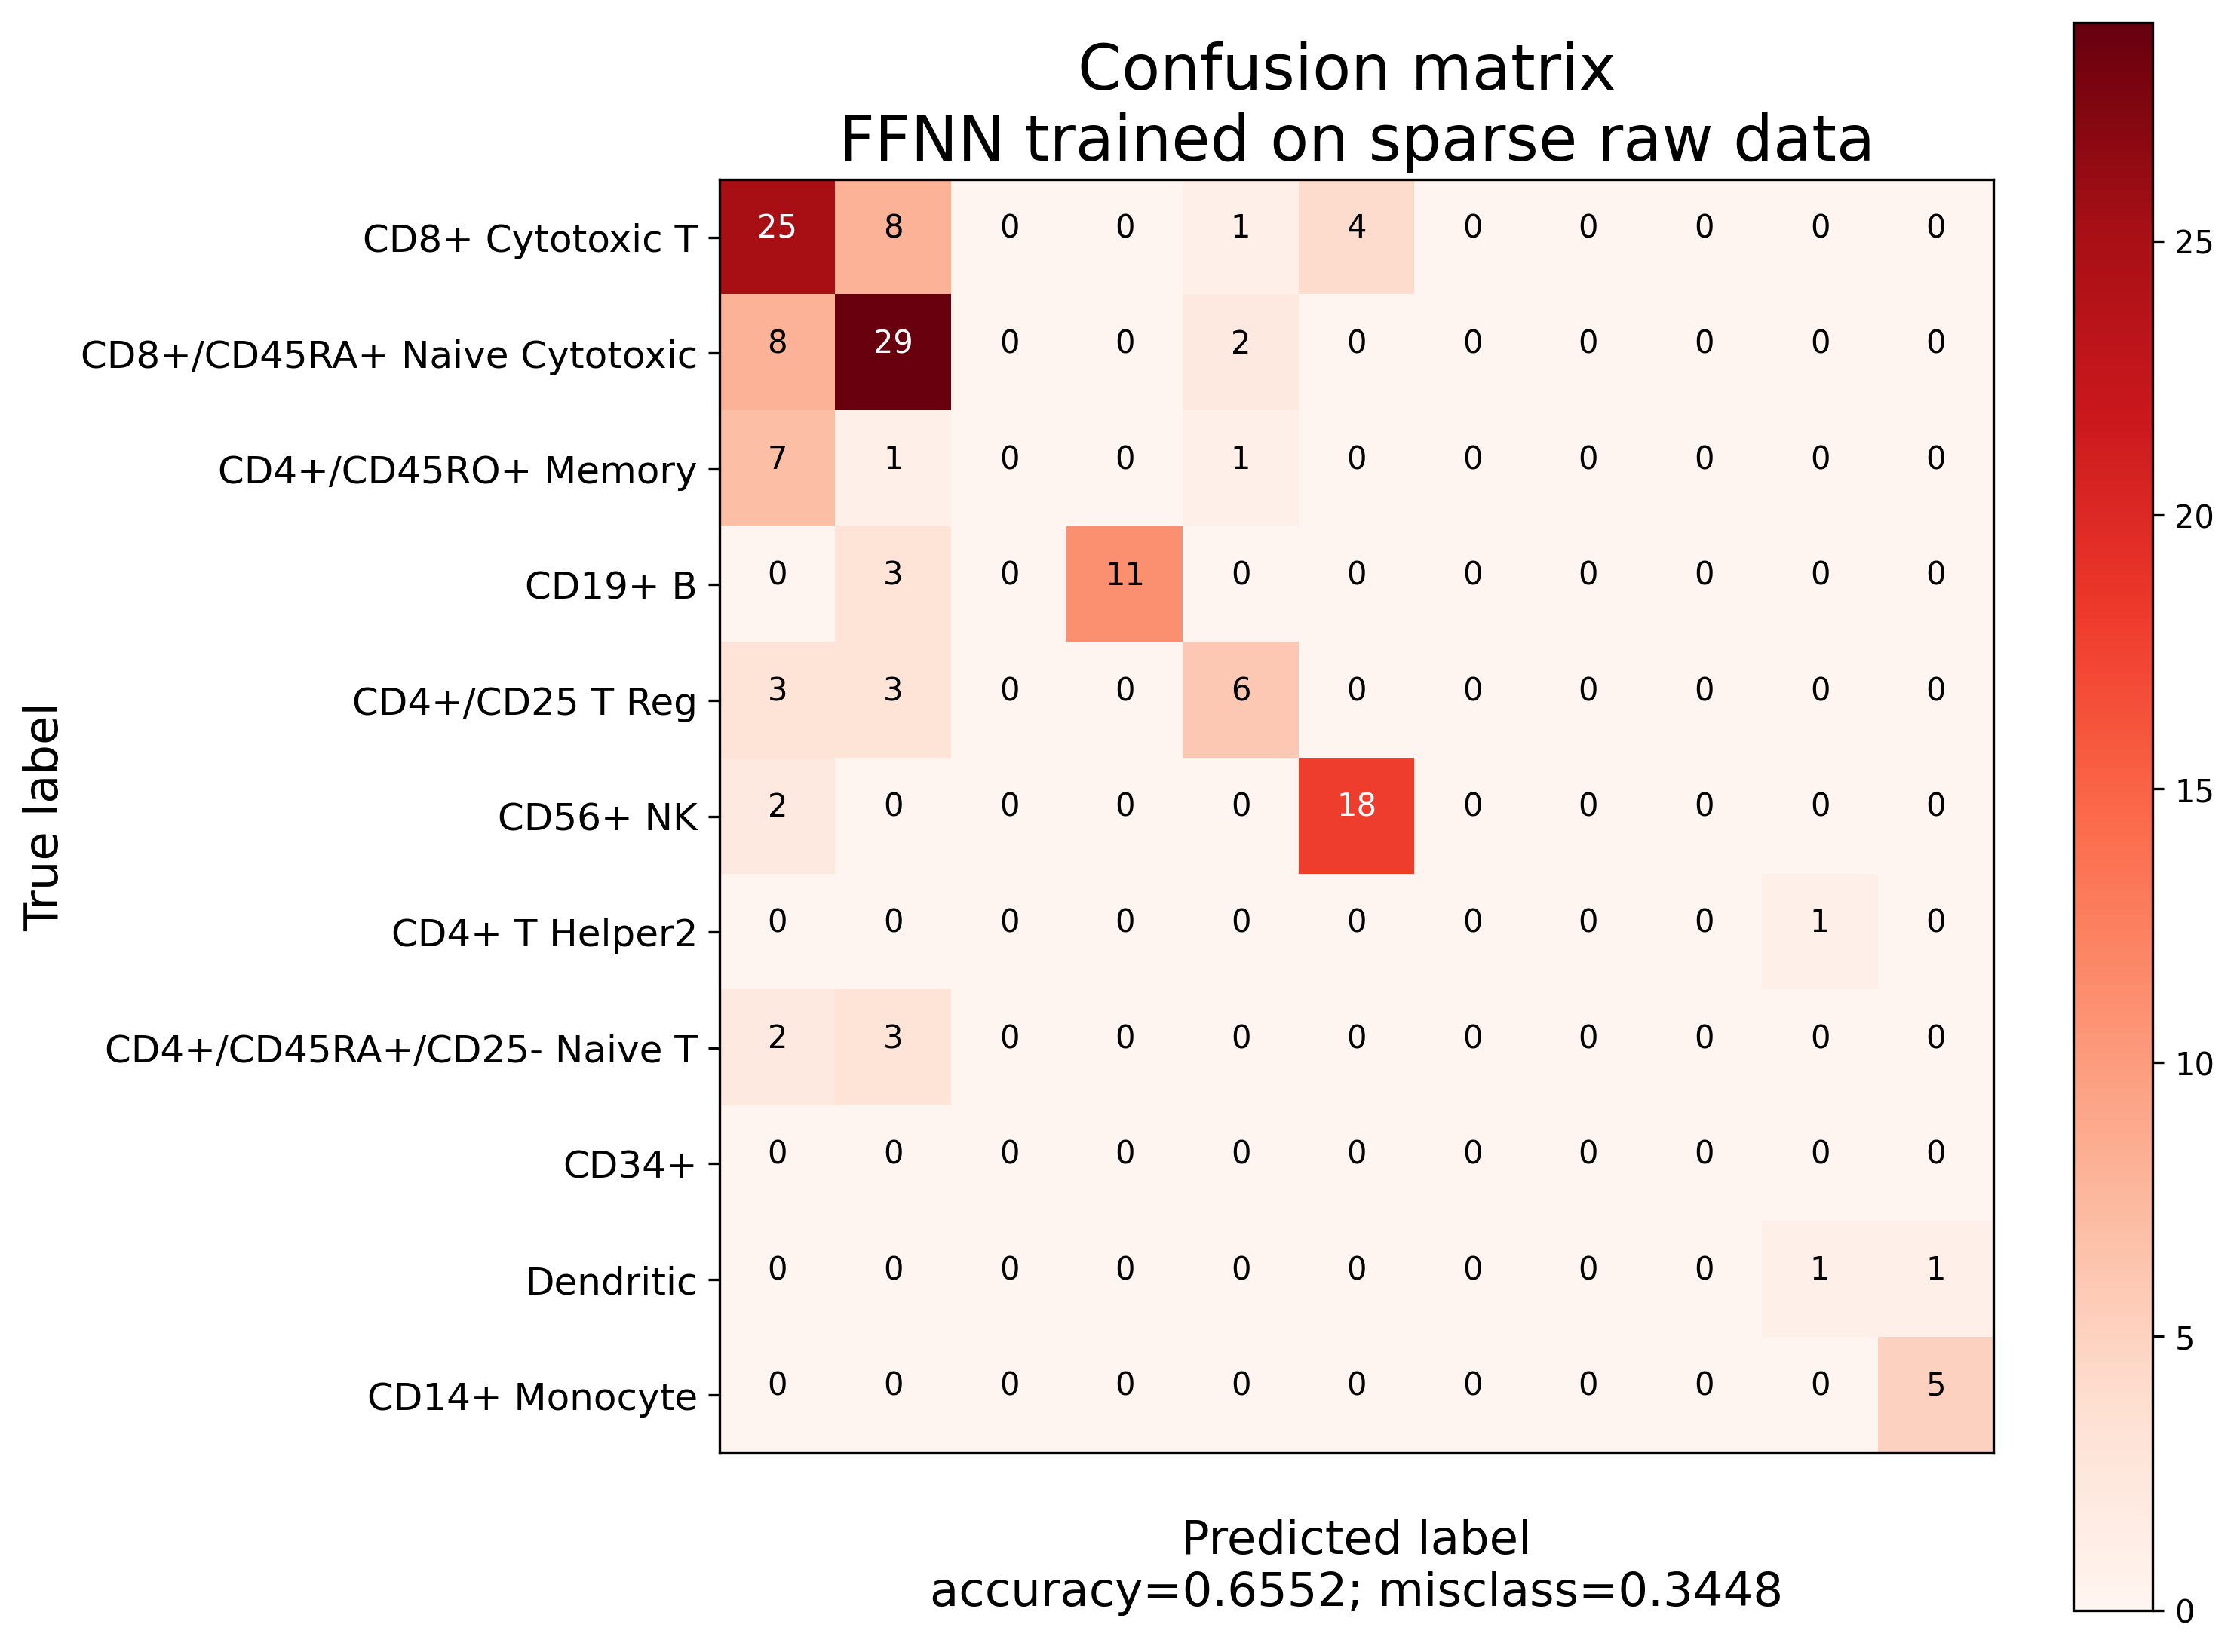 Confusion matrix
FFNN trained on sparse raw data
CD8+ Cytotoxic T 25 8 0 0 1 4 0 0 0 0 0
CD8+/CD45RA+ Naive Cytotoxic 8 29 0 0 2 0 0 0 0 0 0
CD4+/CD45RO+ Memory 7 1 0 0 1 0 0 0 0 0 0
CD19+ B 0 3 0 11 0 0 0 0 0 0 0
CD4+/CD25 T Reg 3 3 0 0 6 0 0 0 0 0 0
CD56+ NK 2 0 0 0 0 18 0 0 0 0 0
CD4+ T Helper2 0 0 0 0 0 0 0 0 0 1 0
CD4+/CD45RA+/CD25- Naive T 2 3 0 0 0 0 0 0 0 0 0
CD34+ 0 0 0 0 0 0 0 0 0 0 0
Dendritic 0 0 0 0 0 0 0 0 0 1 1
CD14+ Monocyte 0 0 0 0 0 0 0 0 0 0 5
True label
Predicted label
accuracy=0.6552; misclass=0.3448
25
20
15
10
5
0